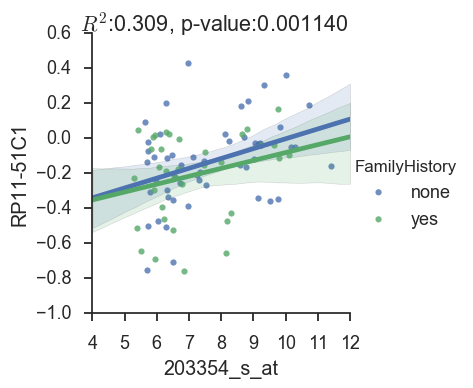 R²:0.309, p-value:0.001140
0.6
0.4
0.2
0.0
−0.2
−0.4
−0.6
−0.8
−1.0
RP11-51C1
4 5 6 7 8 9 10 11 12
203354_s_at
FamilyHistory
none
yes